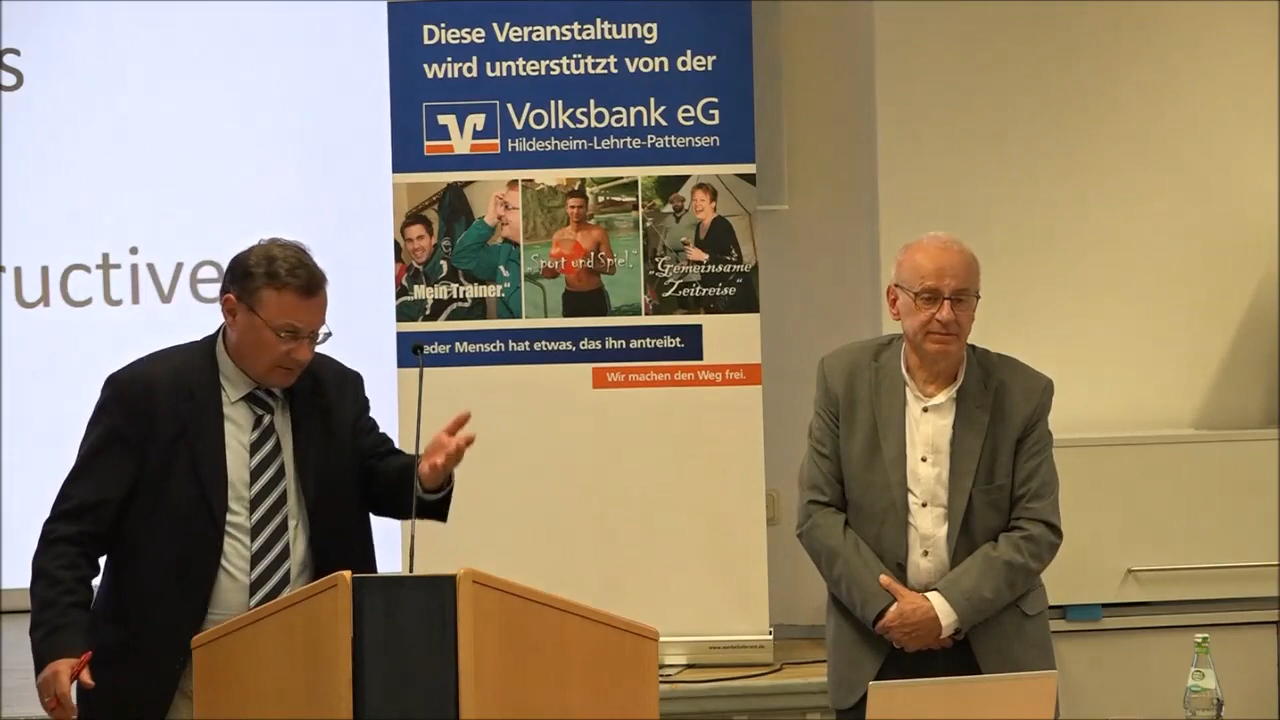 s
ructive
Diese Veranstaltung
wird unterstützt von der
Volksbank eG
Hildesheim-Lehrte-Pattensen
„Mein Trainer.“
„Sport und Spiel.“
„Gemeinsame
Zeitreise“
eder Mensch hat etwas, das ihn antreibt.
Wir machen den Weg frei.